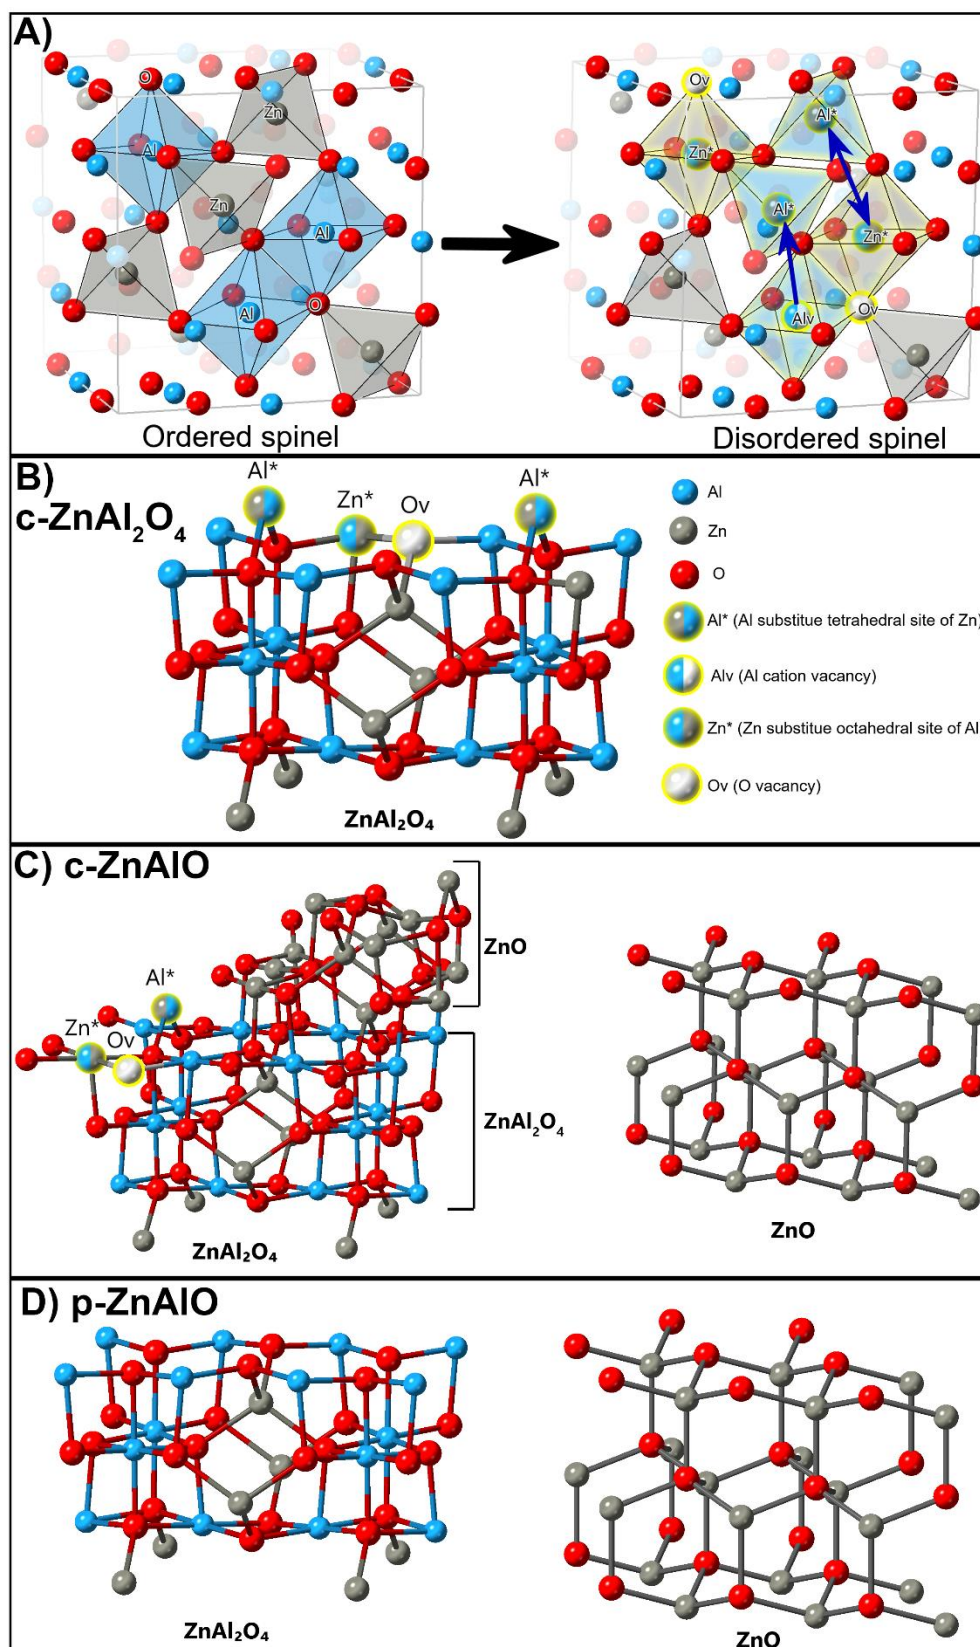 A)
O
Zn
Al
Zn
Al
O
Al
Ordered spinel
Ov
Al*
Zn*
Al*
Zn*
Alv
Ov
Disordered spinel
B)
c-ZnAl₂O₄
Al*
Zn*
Ov
Al*
ZnAl₂O₄
Al
Zn
O
Al* (Al substitue tetrahedral site of Zn)
Alv (Al cation vacancy)
Zn* (Zn substitue octahedral site of Al
Ov (O vacancy)
C) c-ZnAlO
ZnO
Al*
Zn*
Ov
ZnAl₂O₄
ZnAl₂O₄
ZnO
D) p-ZnAlO
ZnAl₂O₄
ZnO